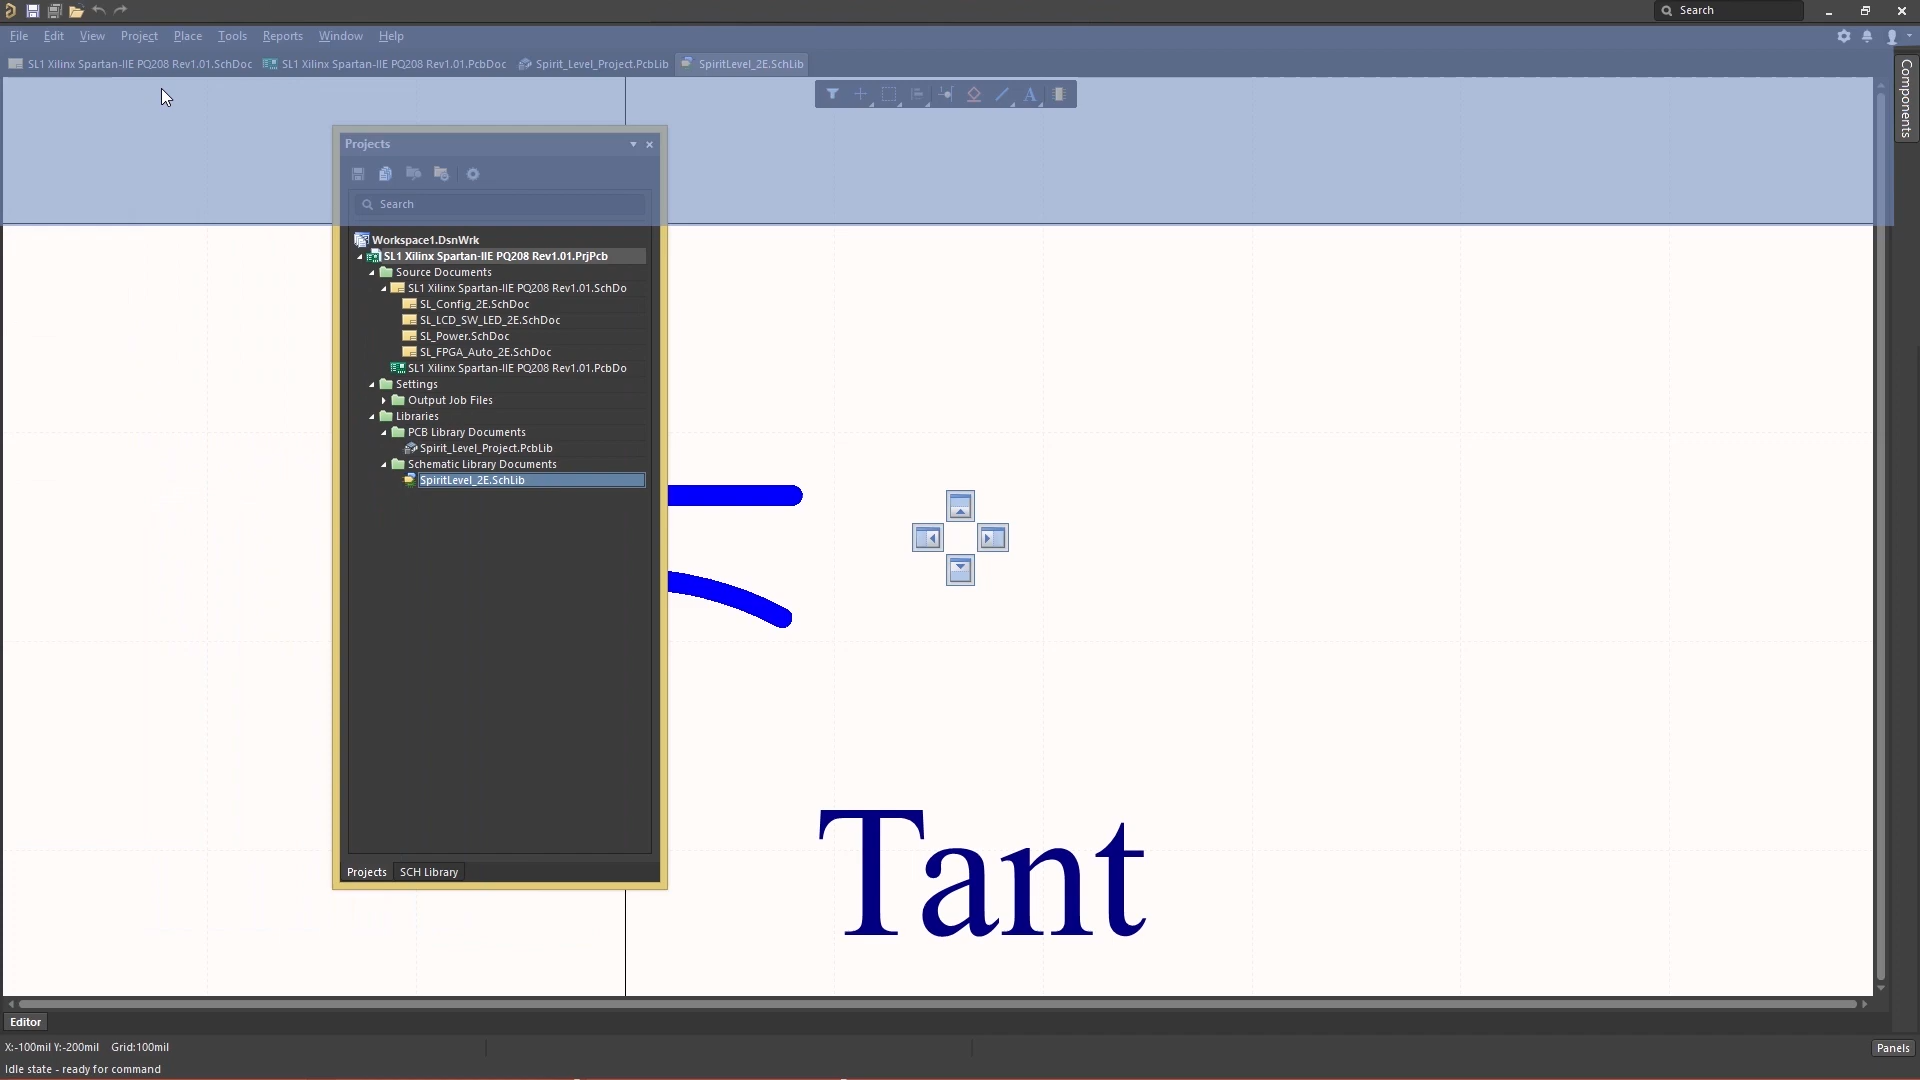 Search
File Edit View Project Place Tools Reports Window Help
SL1 Xilinx Spartan-IIE PQ208 Rev1.01.SchDoc SL1 Xilinx Spartan-IIE PQ208 Rev1.01.PcbDoc Spirit_Level_Project.PcbLib SpiritLevel_2E.SchLib
Components
Projects
Search
Workspace1.DsnWrk
SL1 Xilinx Spartan-IIE PQ208 Rev1.01.PrjPcb
Source Documents
SL1 Xilinx Spartan-IIE PQ208 Rev1.01.SchDo
SL_Config_2E.SchDoc
SL_LCD_SW_LED_2E.SchDoc
SL_Power.SchDoc
SL_FPGA_Auto_2E.SchDoc
SL1 Xilinx Spartan-IIE PQ208 Rev1.01.PcbDo
Settings
Output Job Files
Libraries
PCB Library Documents
Spirit_Level_Project.PcbLib
Schematic Library Documents
SpiritLevel_2E.SchLib
Projects SCH Library
Tant
Editor
X:-100mil Y:-200mil Grid:100mil
Panels
Idle state - ready for command